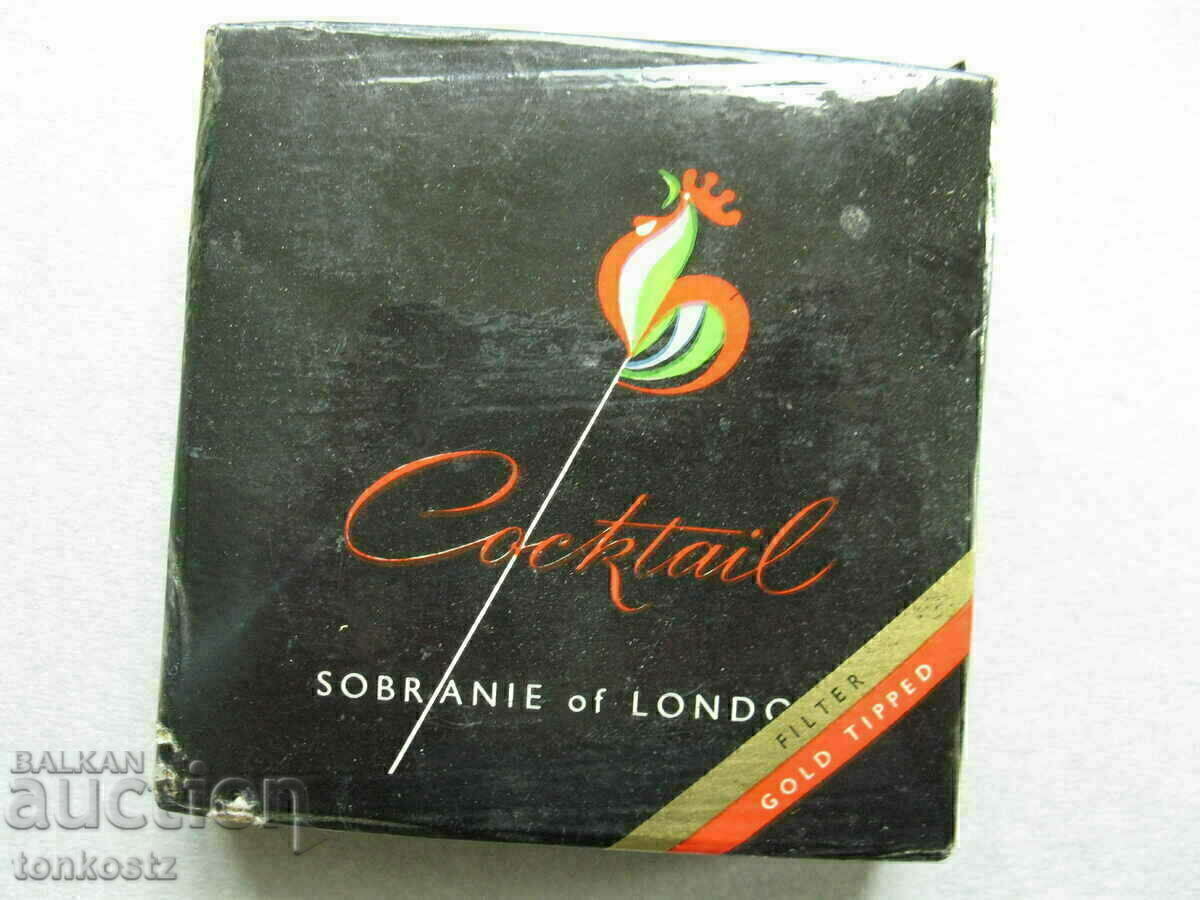 Cocktail
SOBRANIE of LONDO
FILTER
GOLD TIPPED
BALKAN
auction
tonkostz